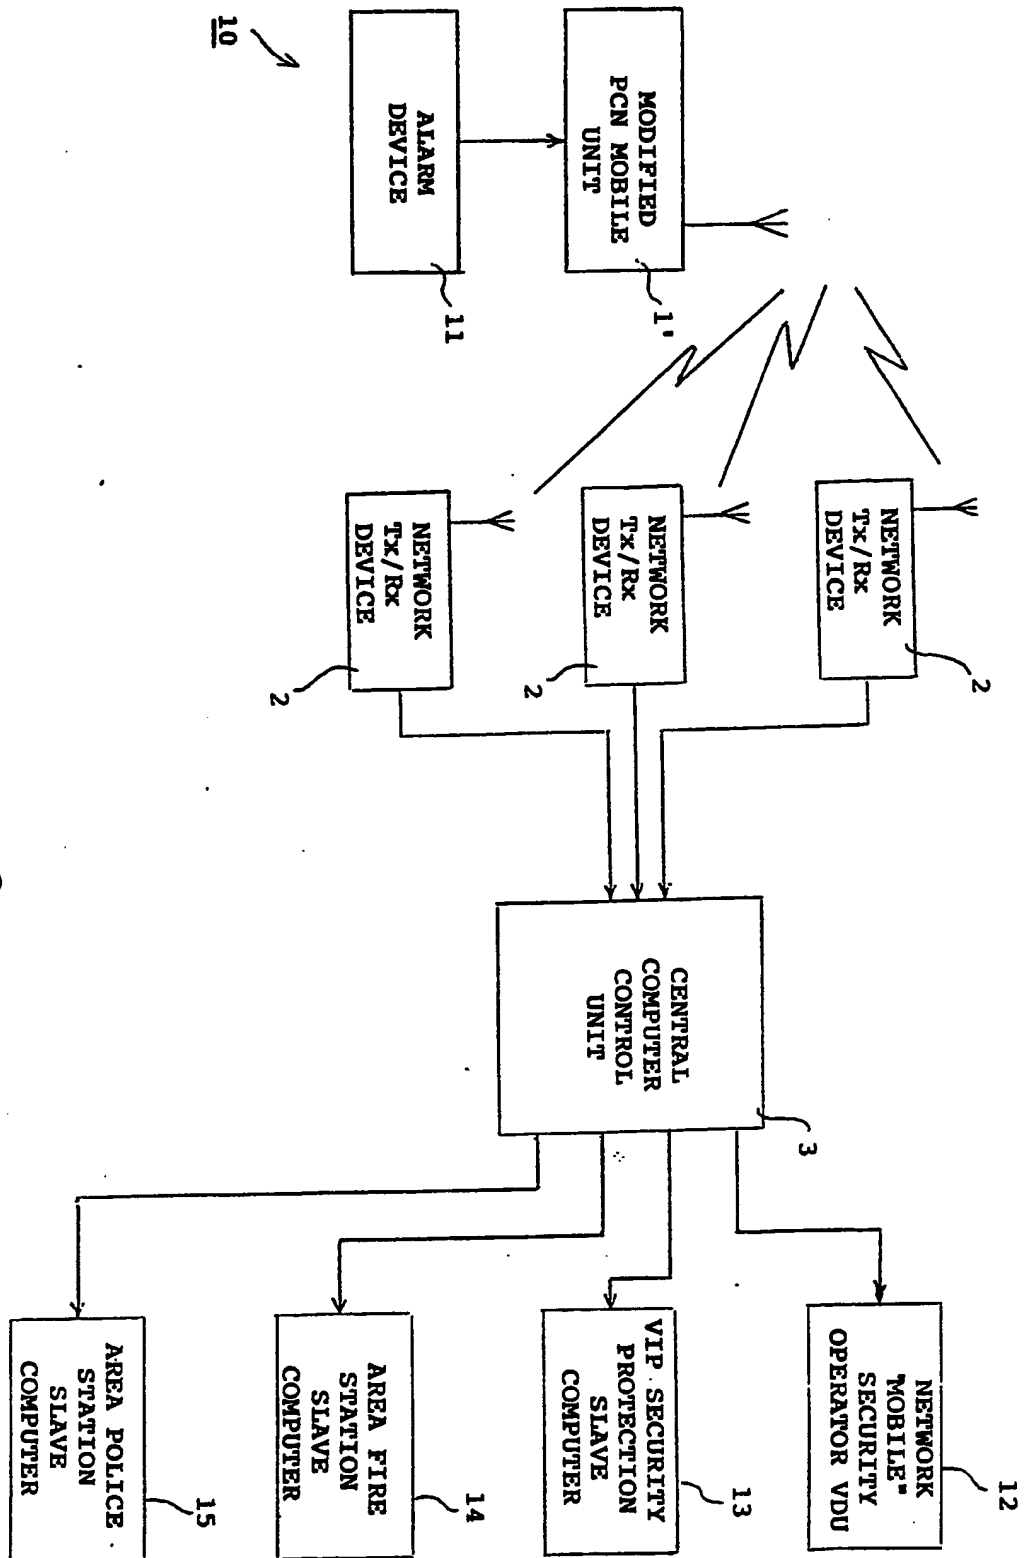 10
ALARM
DEVICE
11
MODIFIED
PCN MOBILE
UNIT
1'
NETWORK
Tx/Rx
DEVICE
2
NETWORK
Tx/Rx
DEVICE
2
NETWORK
Tx/Rx
DEVICE
2
CENTRAL
COMPUTER
CONTROL
UNIT
3
NETWORK
"MOBILE"
SECURITY
OPERATOR VDU
12
VIP SECURITY
PROTECTION
SLAVE
COMPUTER
13
AREA FIRE
STATION
SLAVE
COMPUTER
14
AREA POLICE
STATION
SLAVE
COMPUTER
15